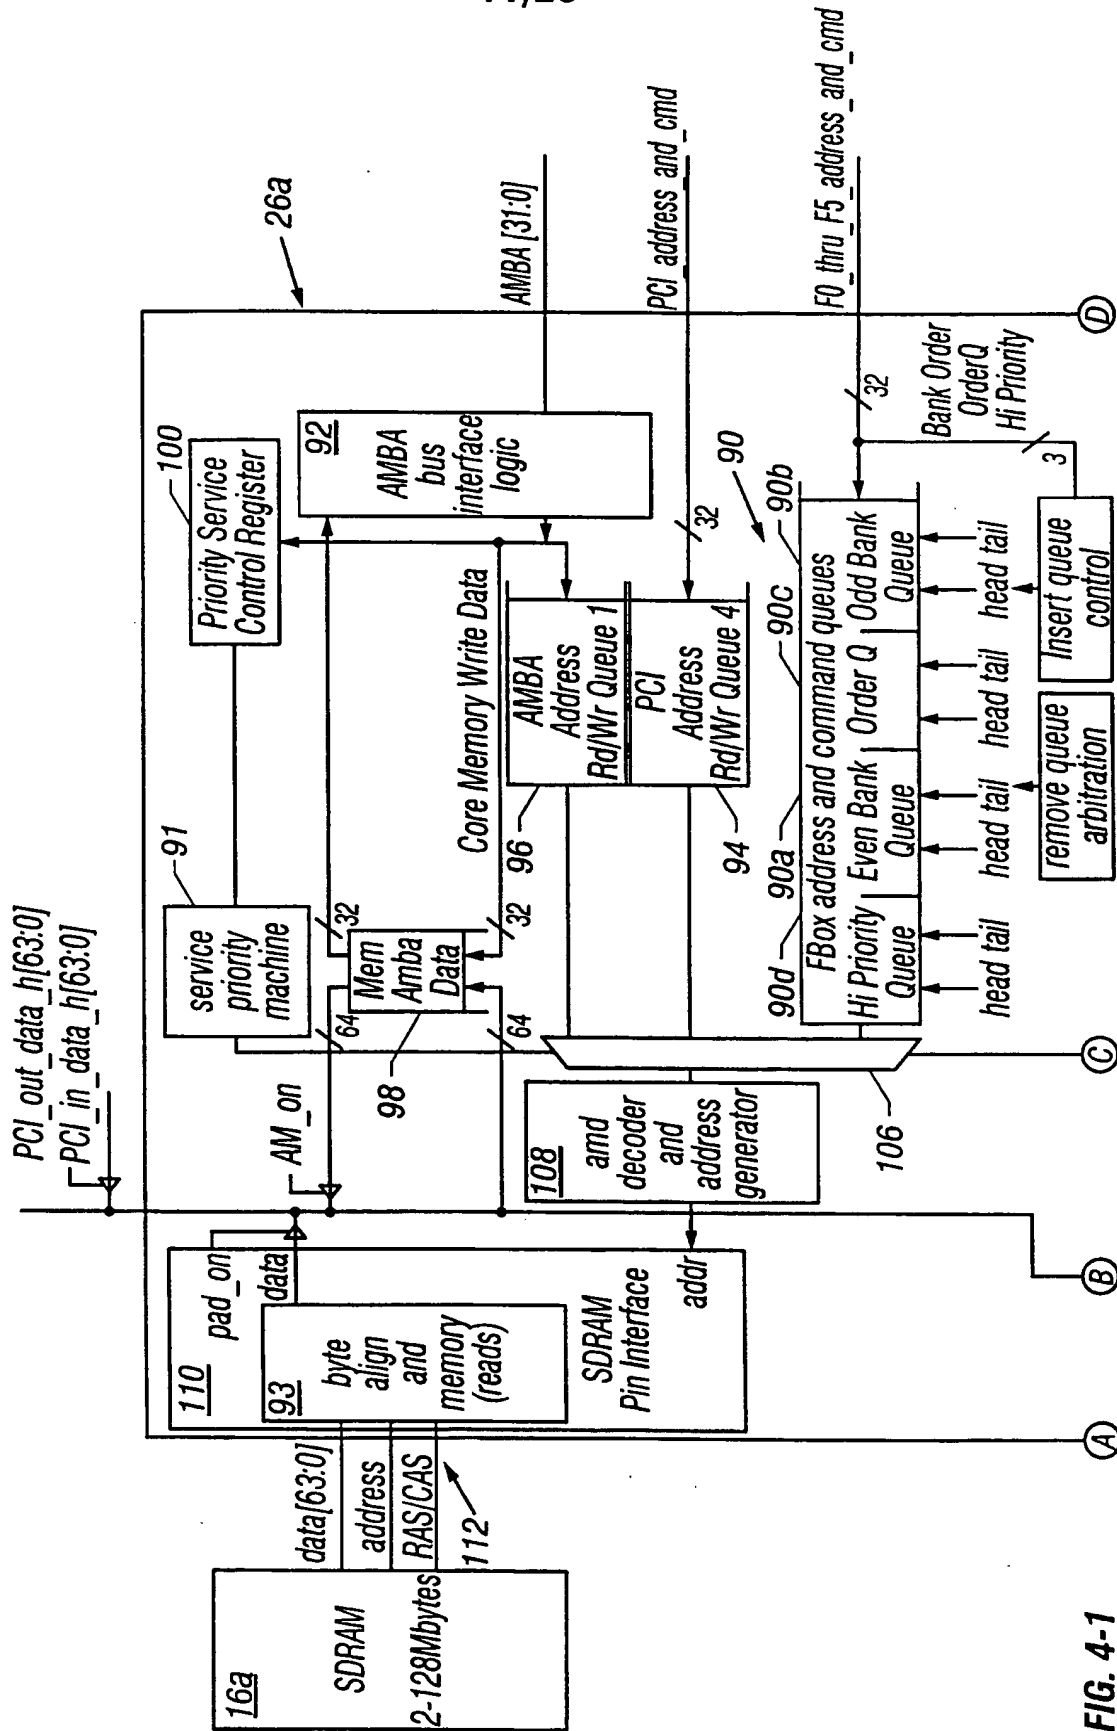 PCI_out_data_h[63:0]
PCI_in_data_h[63:0]
16a
SDRAM
2-128Mbytes
data[63:0]
address
RAS/CAS
112
110
pad_on
data
93
byte
align
and
memory
(reads)
SDRAM
Pin Interface
addr
AM_on
91
service
priority
machine
100
Priority Service
Control Register
26a
64
32
Mem
Amba
Data
98
64
32
Core Memory Write Data
92
AMBA
bus
interface
logic
AMBA [31:0]
108
amd
decoder
and
address
generator
106
96
AMBA
Address
Rd/Wr Queue 1
PCI
Address
Rd/Wr Queue 4
94
32
PCI_address_and_cmd
90
90d
90a
90c
90b
FBox address and command queues
Hi Priority
Queue
Even Bank
Queue
Order Q
Odd Bank
Queue
32
F0_thru_F5_address_and_cmd
Bank Order
OrderQ
Hi Priority
3
head tail
head tail
head tail
head tail
remove queue
arbitration
Insert queue
control
A
B
C
D
FIG. 4-1